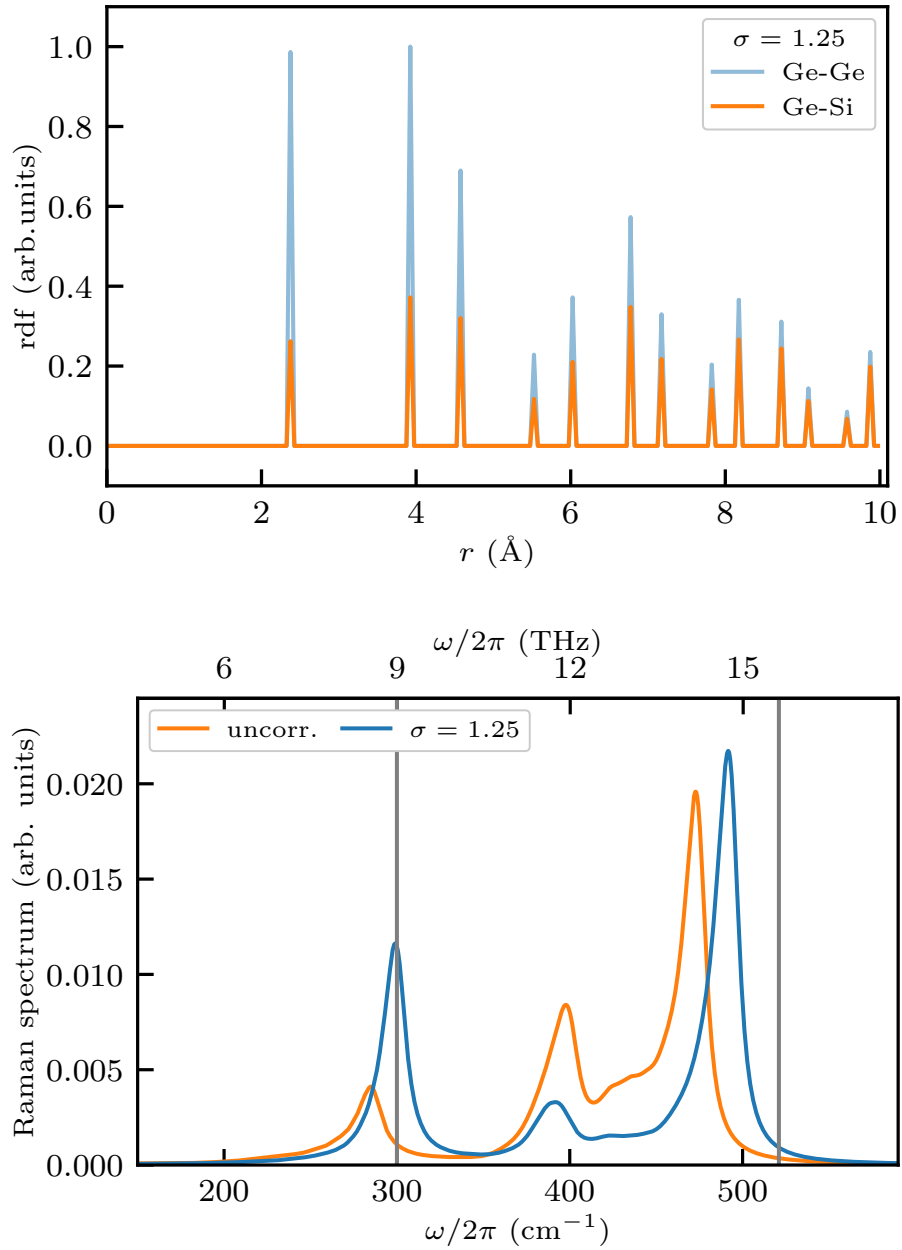 σ = 1.25
Ge-Ge
Ge-Si
rdf (arb.units)
1.0
0.8
0.6
0.4
0.2
0.0
0 2 4 6 8 10
r (Å)
ω/2π (THz)
6 9 12 15
uncorr. σ = 1.25
Raman spectrum (arb. units)
0.020
0.015
0.010
0.005
0.000
200 300 400 500
ω/2π (cm⁻¹)